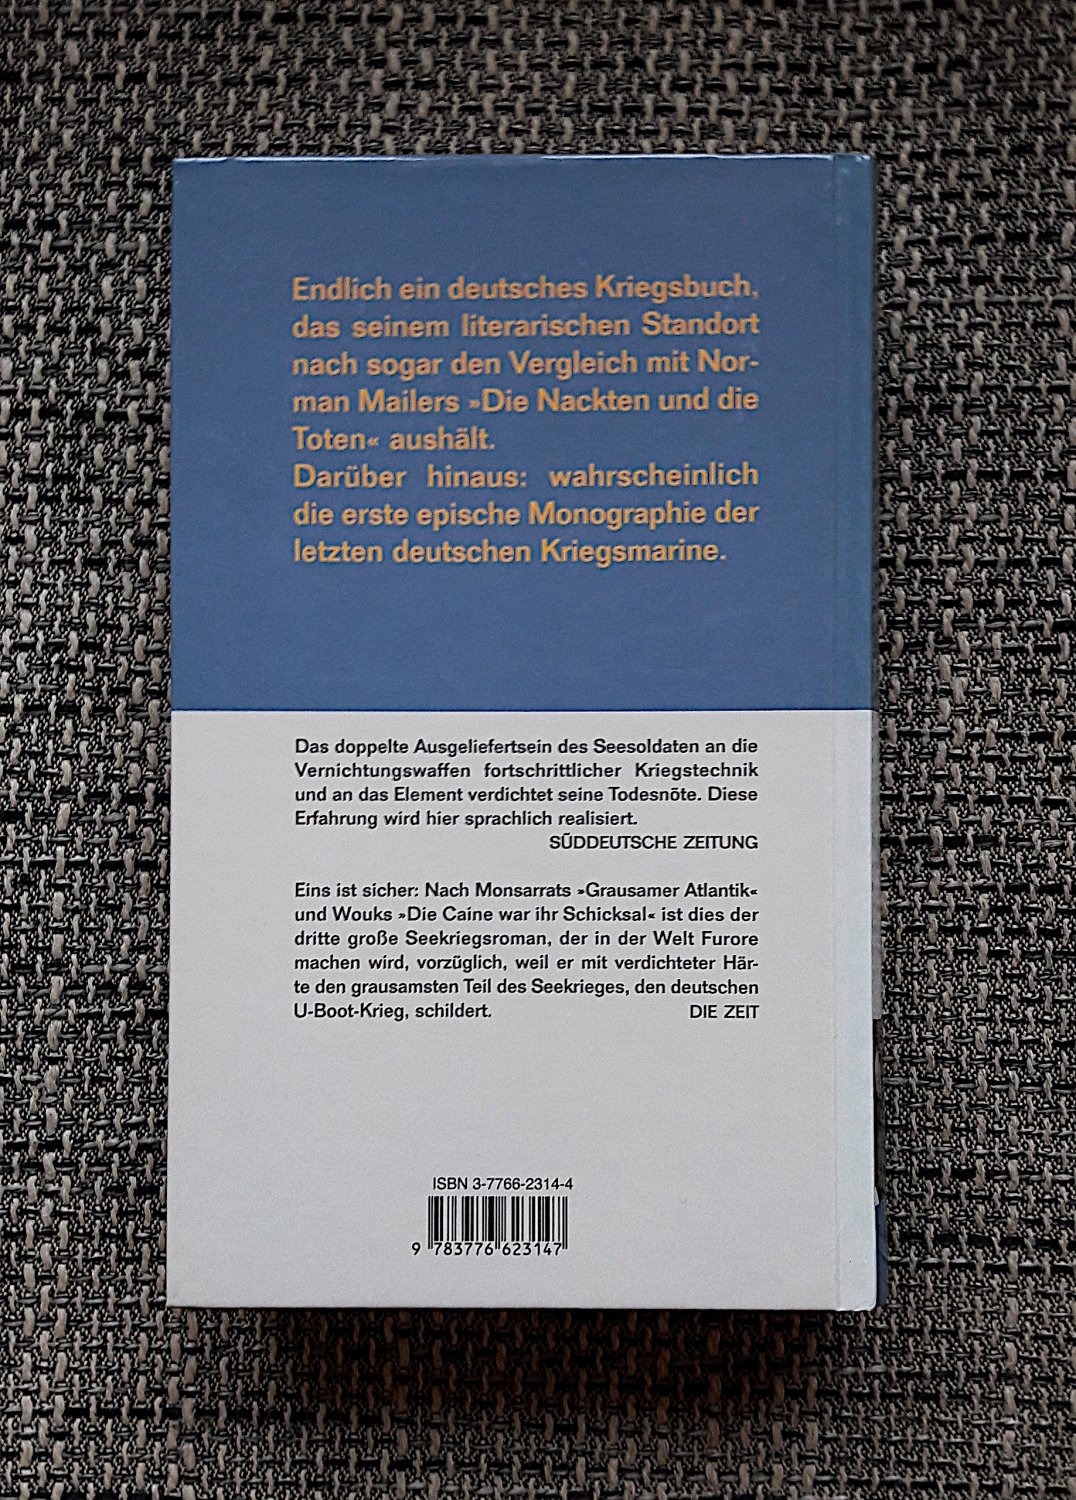 Endlich ein deutsches Kriegsbuch,
das seinem literarischen Standort
nach sogar den Vergleich mit Nor-
man Mailers »Die Nackten und die
Toten« aushält.
Darüber hinaus: wahrscheinlich
die erste epische Monographie der
letzten deutschen Kriegsmarine.
Das doppelte Ausgeliefertsein des Seesoldaten an die
Vernichtungswaffen fortschrittlicher Kriegstechnik
und an das Element verdichtet seine Todesnöte. Diese
Erfahrung wird hier sprachlich realisiert.
SÜDDEUTSCHE ZEITUNG
Eins ist sicher: Nach Monsarrats »Grausamer Atlantik«
und Wouks »Die Caine war ihr Schicksal« ist dies der
dritte große Seekriegsroman, der in der Welt Furore
machen wird, vorzüglich, weil er mit verdichteter Här-
te den grausamsten Teil des Seekrieges, den deutschen
U-Boot-Krieg, schildert. DIE ZEIT
ISBN 3-7766-2314-4
9 783776 623147